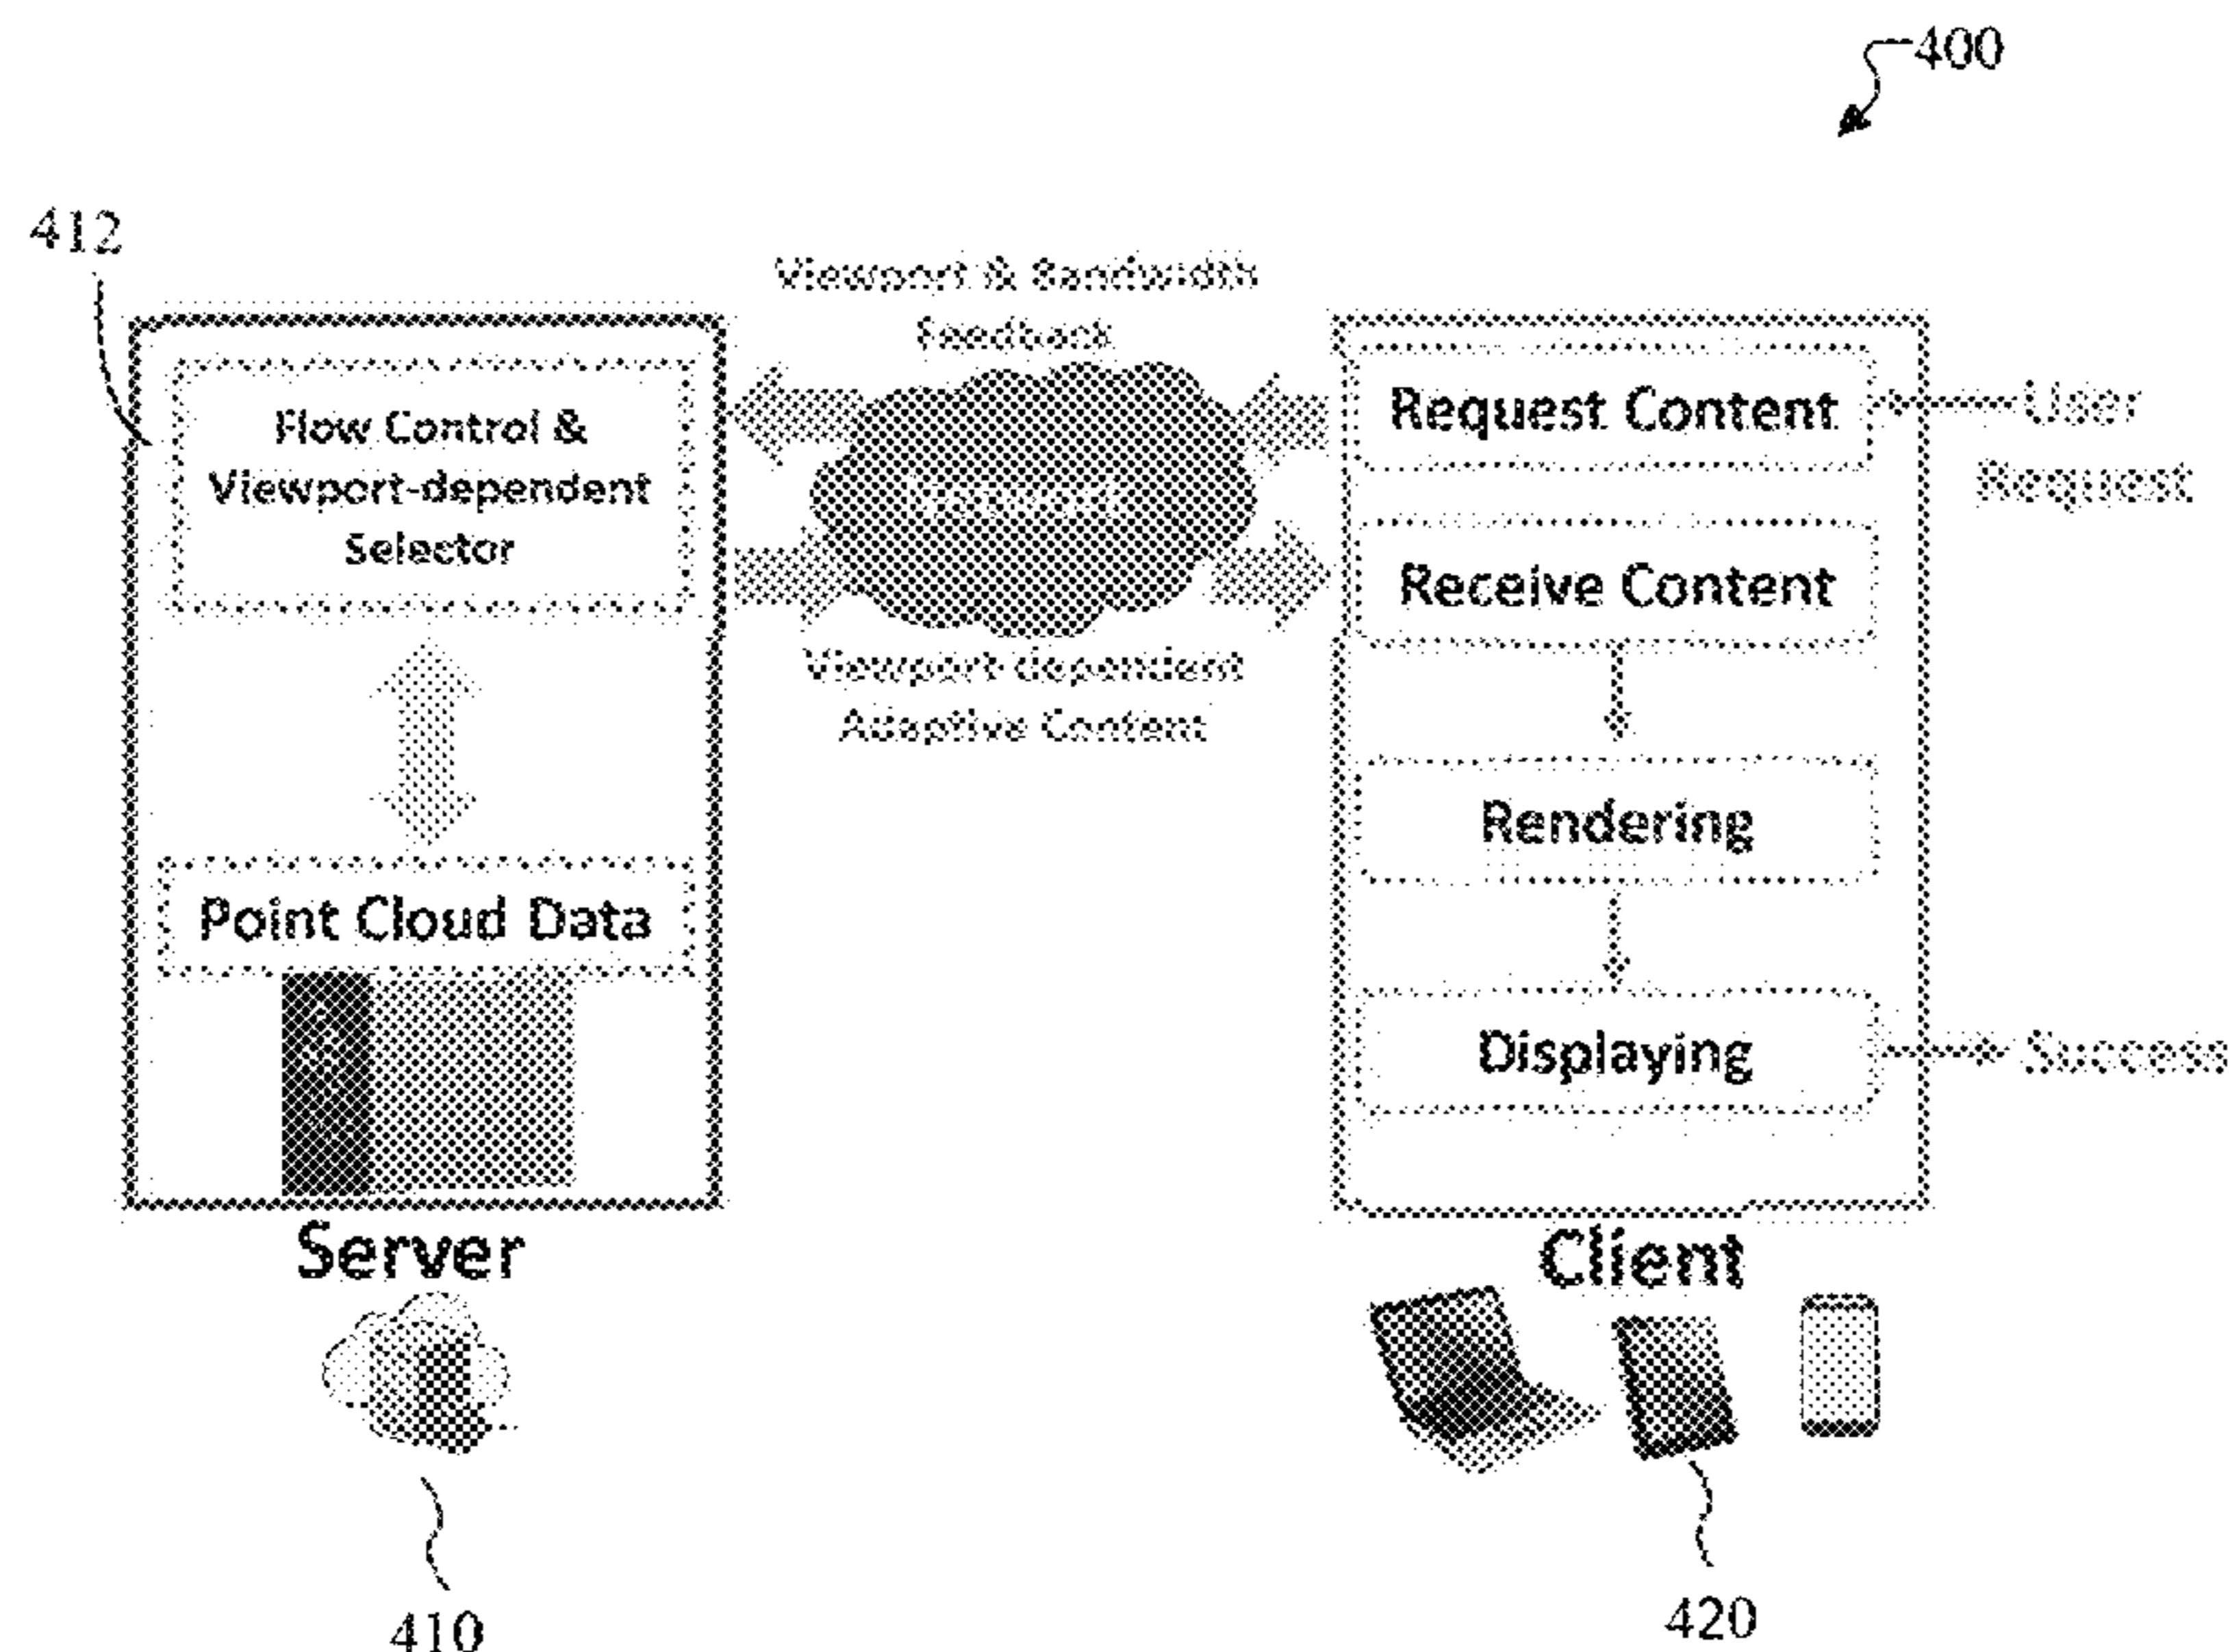 400
412
Viewport & Bandwidth
Feedback
Flow Control &
Viewport-dependent
Selector
Request Content
User
Request
Receive Content
Viewport dependent
Adaptive Content
Rendering
Point Cloud Data
Displaying
Success
Server
Client
410
420